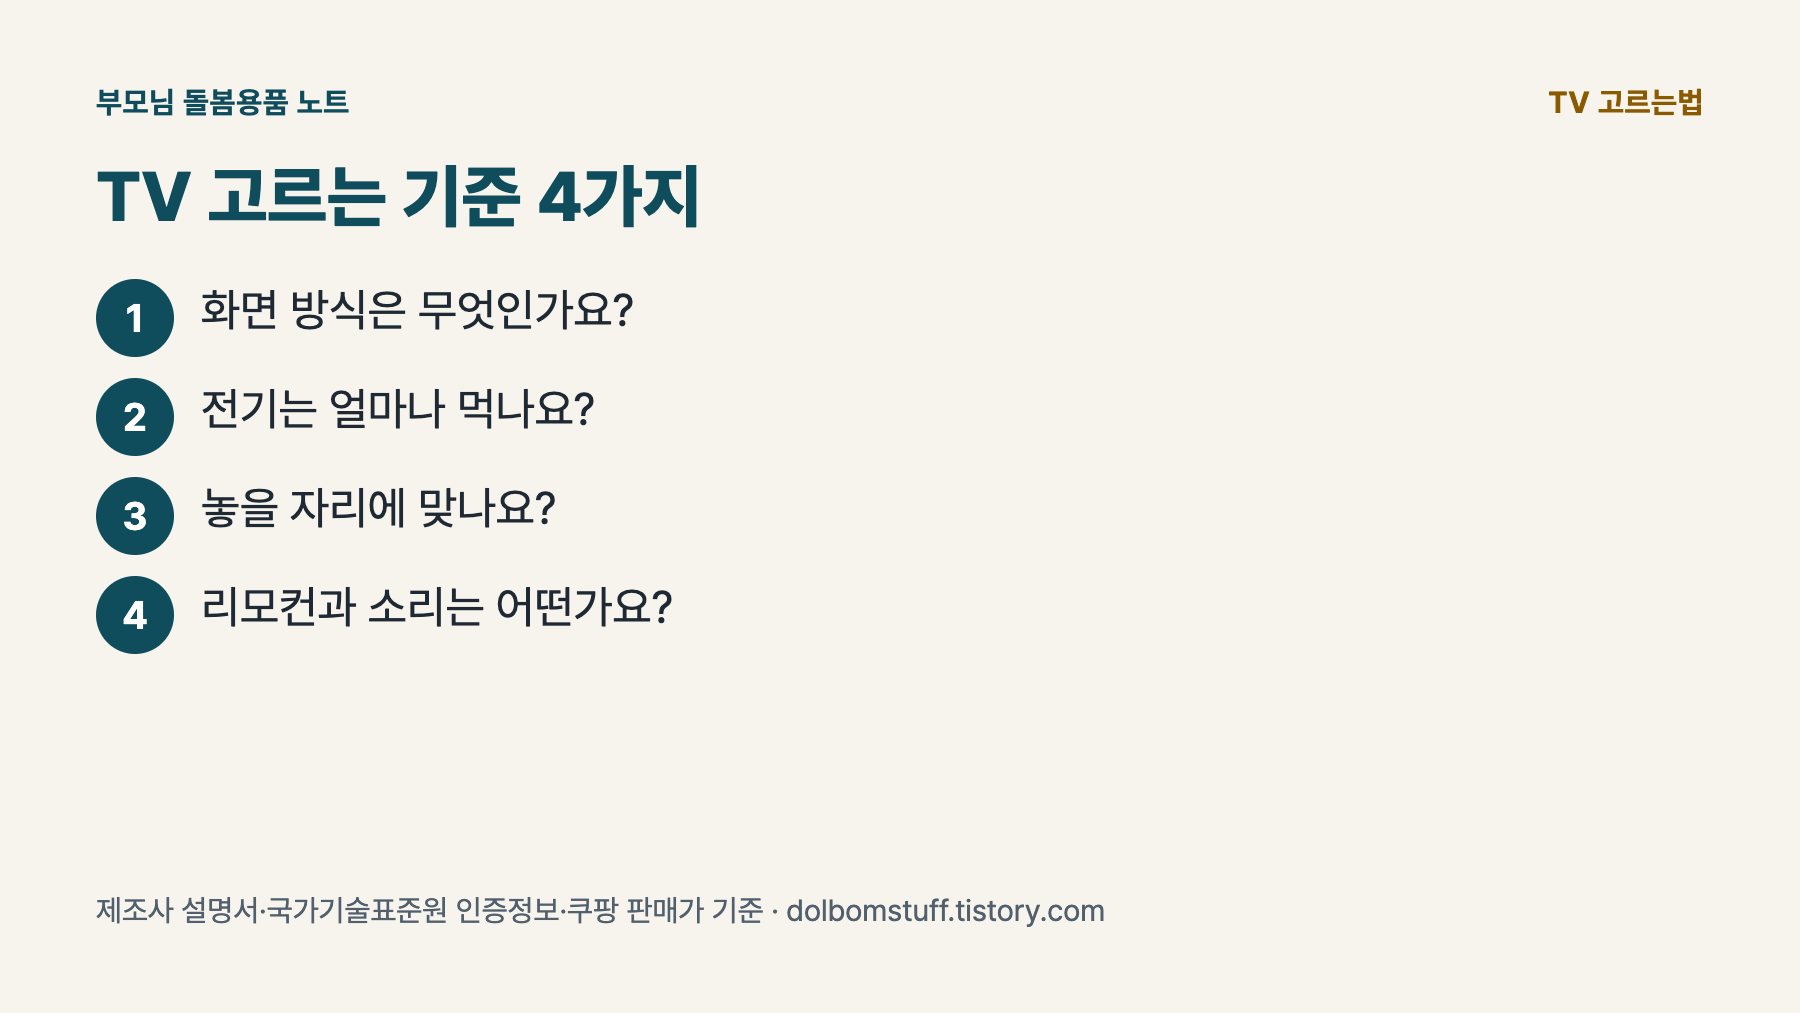 부모님 돌봄용품 노트
TV 고르는법
TV 고르는 기준 4가지
1 화면 방식은 무엇인가요?
2 전기는 얼마나 먹나요?
3 놓을 자리에 맞나요?
4 리모컨과 소리는 어떤가요?
제조사 설명서·국가기술표준원 인증정보·쿠팡 판매가 기준 · dolbomstuff.tistory.com